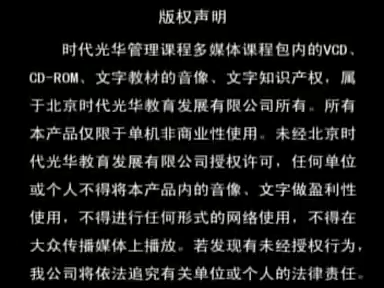 版权声明
时代光华管理课程多媒体课程包内的VCD、
CD-ROM、文字教材的音像、文字知识产权，属
于北京时代光华教育发展有限公司所有。所有
本产品仅限于单机非商业性使用。未经北京时
代光华教育发展有限公司授权许可，任何单位
或个人不得将本产品内的音像、文字做盈利性
使用，不得进行任何形式的网络使用，不得在
大众传播媒体上播放。若发现有未经授权行为，
我公司将依法追究有关单位或个人的法律责任。